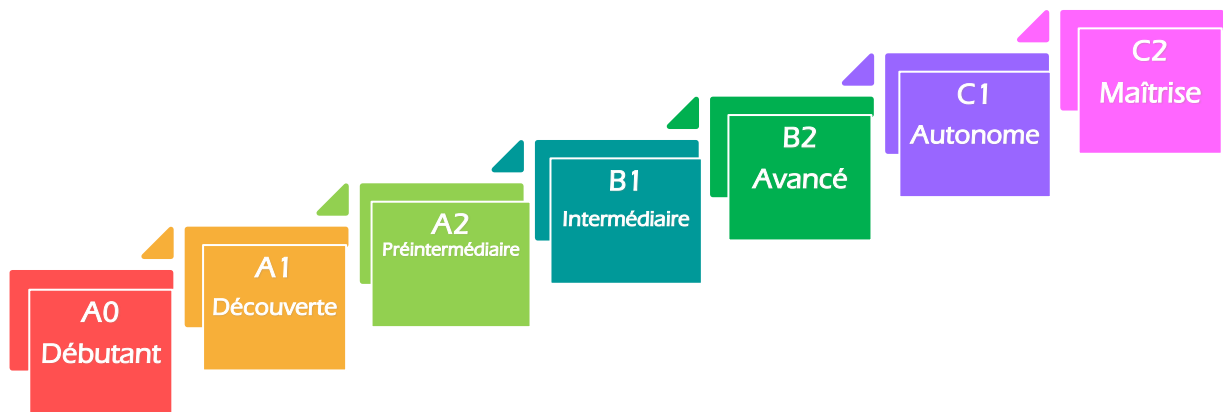 A0
Débutant
A1
Découverte
A2
Préintermédiaire
B1
Intermédiaire
B2
Avancé
C1
Autonome
C2
Maîtrise